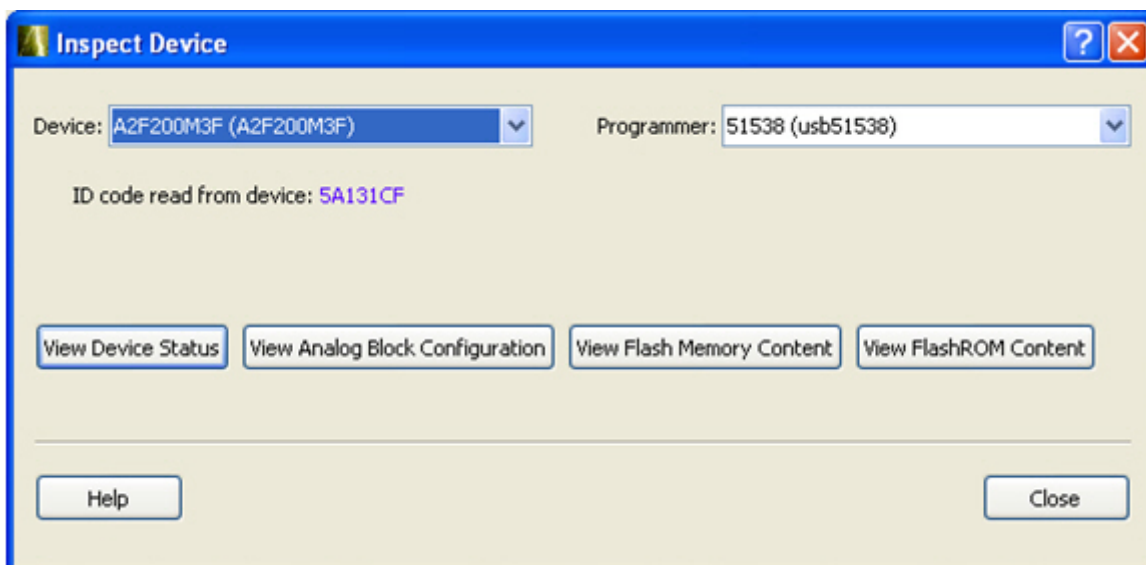 Inspect Device
Device: A2F200M3F (A2F200M3F) Programmer: 51538 (usb51538)
ID code read from device: 5A131CF
View Device Status View Analog Block Configuration View Flash Memory Content View FlashROM Content
Help Close